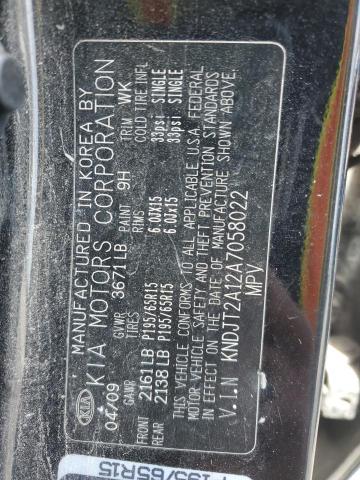 MANUFACTURED IN KOREA BY
KIA KIA MOTORS CORPORATION
04/09 GVWR 3671LB PAINT 9H TRIM WK
GAWR TIRES RIMS COLD TIRE INFL
2161LB P195/65R15 6.0JX15 33psi SINGLE
2138LB P195/65R15 6.0JX15 33psi SINGLE
THIS VEHICLE CONFORMS TO ALL APPLICABLE U.S.A. FEDERAL
MOTOR VEHICLE SAFETY AND THEFT PREVENTION STANDARDS
IN EFFECT ON THE DATE OF MANUFACTURE SHOWN ABOVE.
V.I.N KNDJT2A12A7058022
MPV
P195/65R15